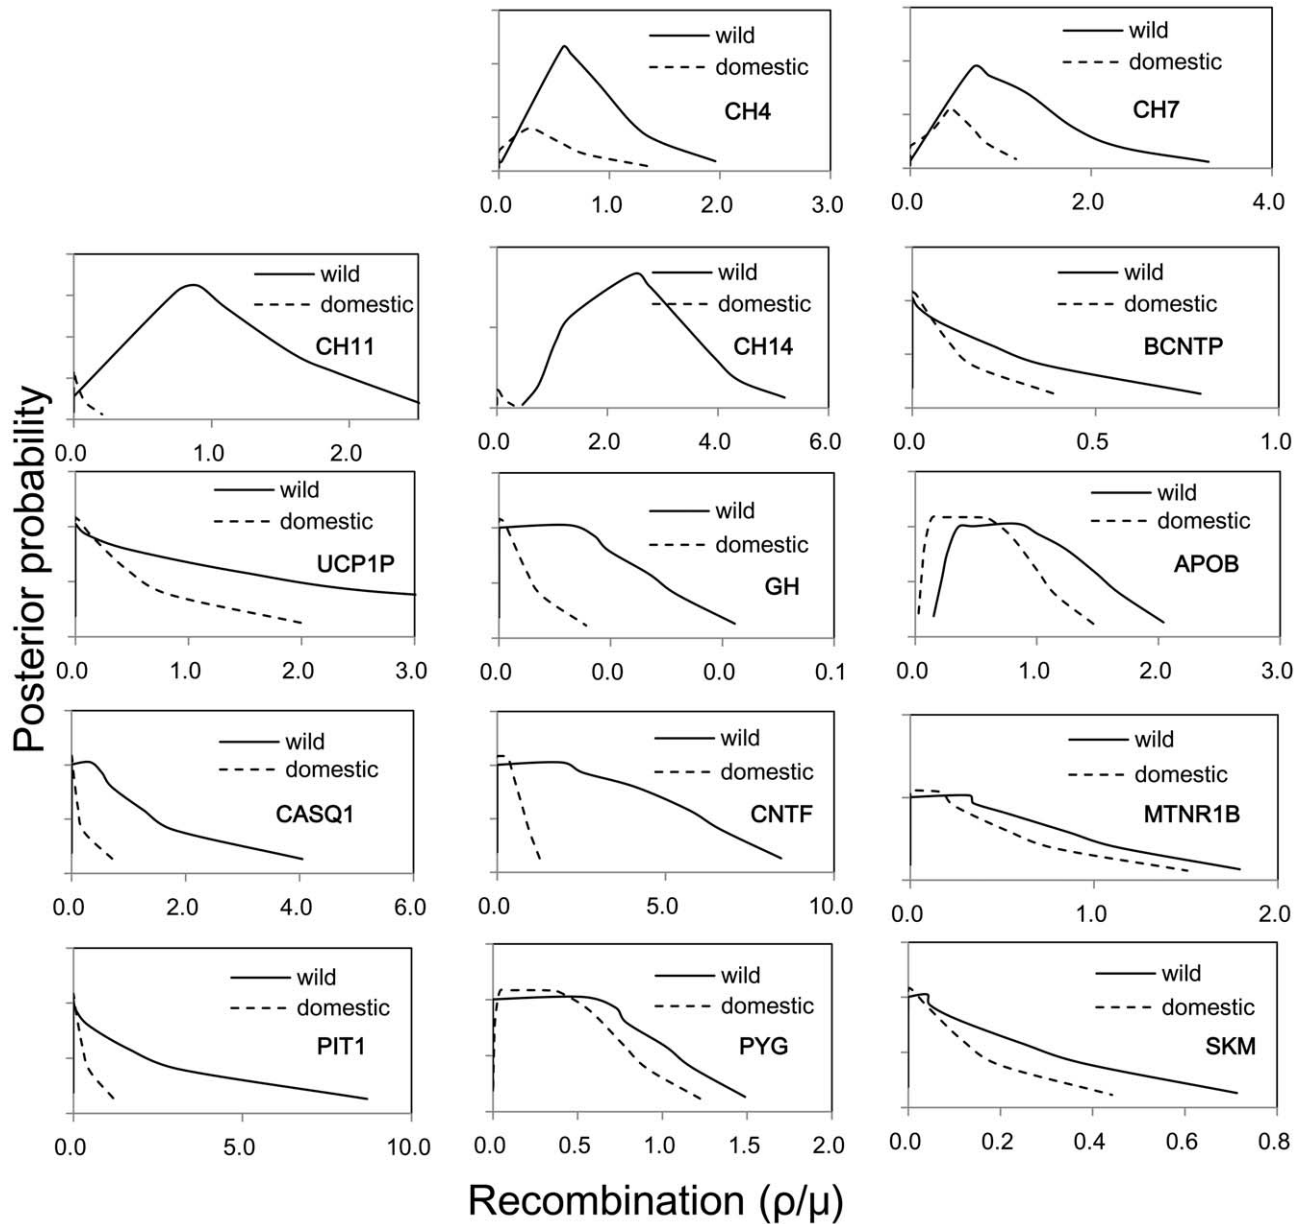 wild
domestic
CH4
0.0 1.0 2.0 3.0
wild
domestic
CH7
0.0 2.0 4.0
wild
domestic
CH11
0.0 1.0 2.0
wild
domestic
CH14
0.0 2.0 4.0 6.0
wild
domestic
BCNTP
0.0 0.5 1.0
Posterior probability
wild
domestic
UCP1P
0.0 1.0 2.0 3.0
wild
domestic
GH
0.0 0.0 0.0 0.1
wild
domestic
APOB
0.0 1.0 2.0 3.0
wild
domestic
CASQ1
0.0 2.0 4.0 6.0
wild
domestic
CNTF
0.0 5.0 10.0
wild
domestic
MTNR1B
0.0 1.0 2.0
wild
domestic
PIT1
0.0 5.0 10.0
wild
domestic
PYG
0.0 0.5 1.0 1.5 2.0
wild
domestic
SKM
0.0 0.2 0.4 0.6 0.8
Recombination (ρ/μ)